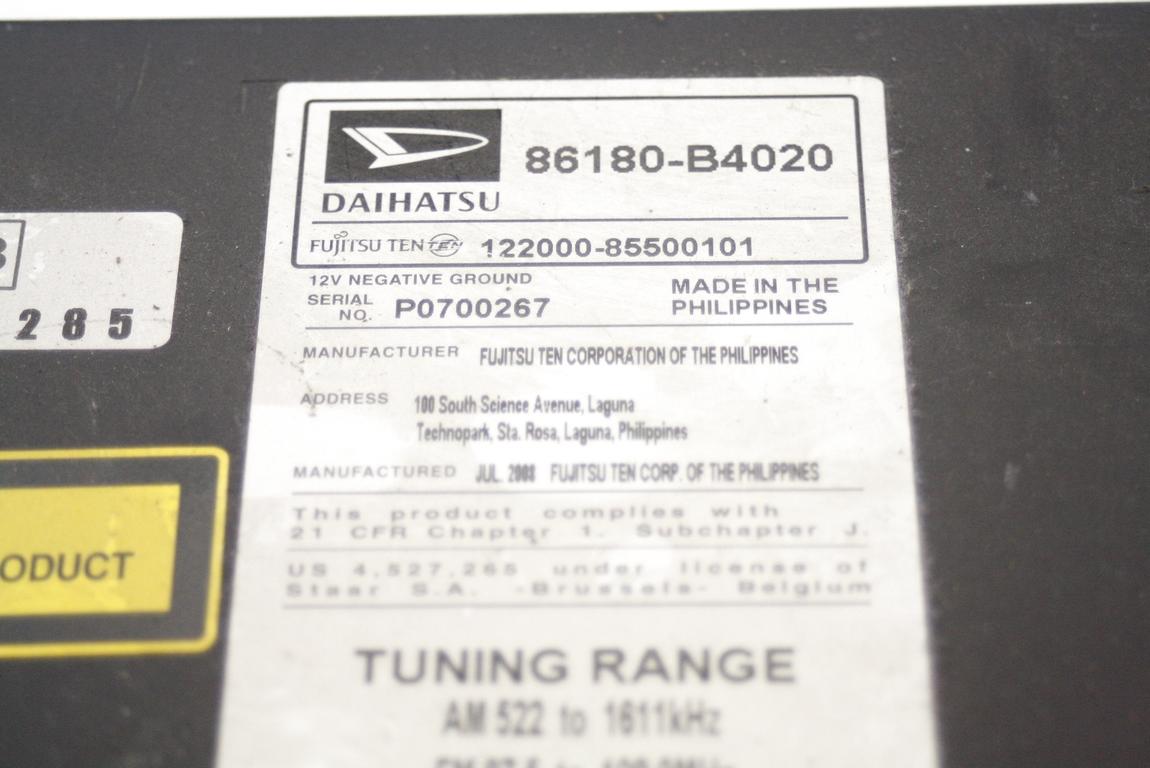 DAIHATSU
86180-B4020
FUJITSU TEN TEN 122000-85500101
12V NEGATIVE GROUND
SERIAL NO. P0700267
MADE IN THE
PHILIPPINES
MANUFACTURER FUJITSU TEN CORPORATION OF THE PHILIPPINES
ADDRESS 100 South Science Avenue, Laguna
Technopark, Sta. Rosa, Laguna, Philippines
MANUFACTURED JUL. 2008 FUJITSU TEN CORP. OF THE PHILIPPINES
This product complies with
21 CFR Chapter 1. Subchapter J.
US 4,527,265 under license of
Staar S.A. -Brussels- Belgium
TUNING RANGE
AM 522 to 1611kHz
285
ODUCT